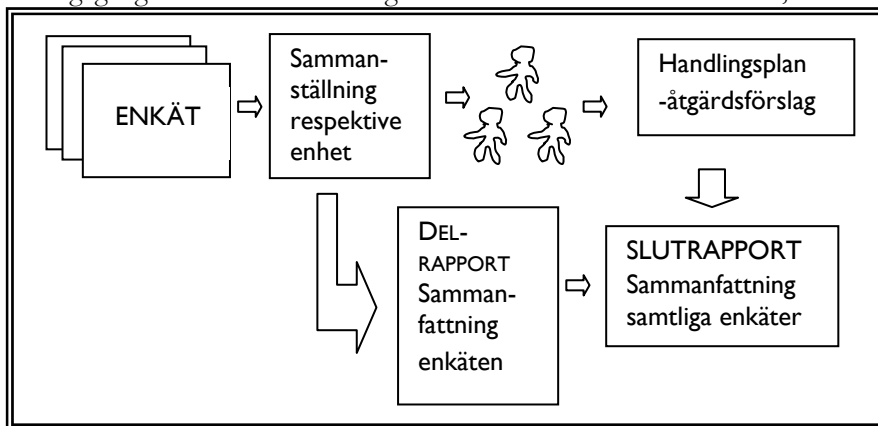 ENKÄT
Samman-
ställning
respektive
enhet
Handlingsplan
-åtgärdsförslag
DEL-
RAPPORT
Samman-
fattning
enkäten
SLUTRAPPORT
Sammanfattning
samtliga enkäter